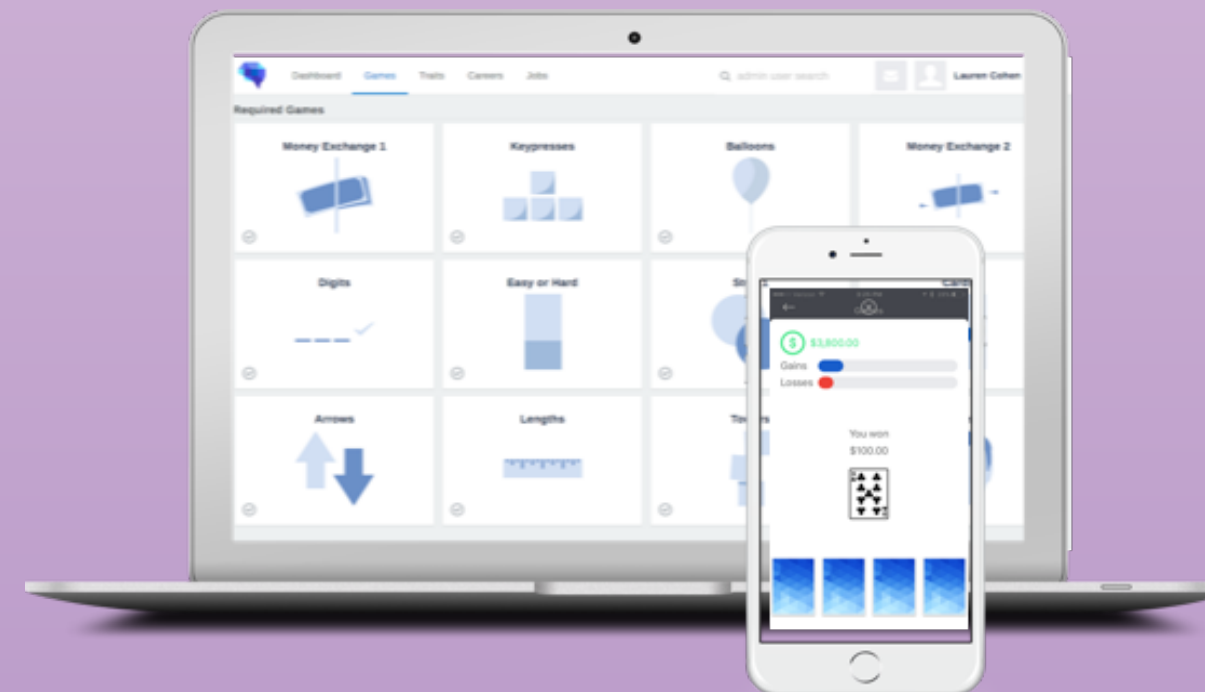 Dashboard Games Traits Careers Jobs admin user search Lauren Cohen
Required Games
Money Exchange 1 Keypresses Balloons Money Exchange 2
Digits Easy or Hard
Arrows Lengths
$ $3,800.00
Gains
Losses
You won
$100.00